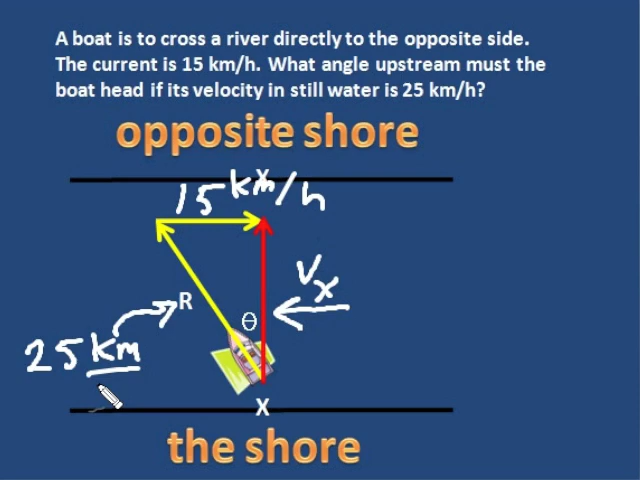 A boat is to cross a river directly to the opposite side.
The current is 15 km/h. What angle upstream must the
boat head if its velocity in still water is 25 km/h?
opposite shore
x
15 km/h
Vx
R
θ
25 km
X
the shore